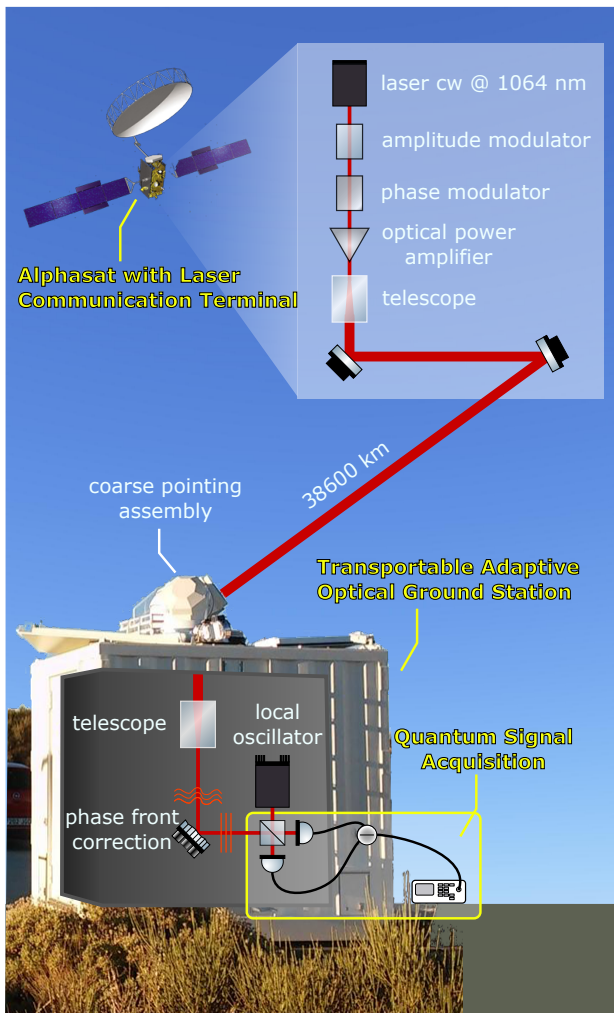 laser cw @ 1064 nm
amplitude modulator
phase modulator
optical power
amplifier
telescope
Alphasat with Laser
Communication Terminal
38600 km
coarse pointing
assembly
Transportable Adaptive
Optical Ground Station
telescope
local
oscillator
Quantum Signal
Acquisition
phase front
correction